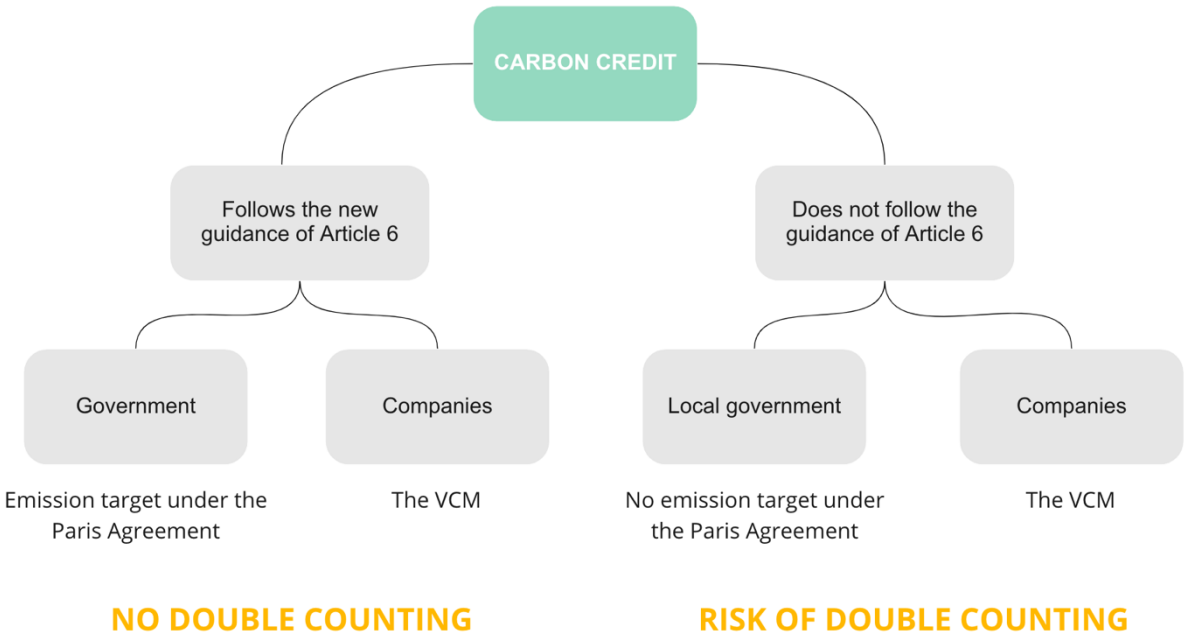 CARBON CREDIT
Follows the new
guidance of Article 6
Does not follow the
guidance of Article 6
Government
Companies
Local government
Companies
Emission target under the
Paris Agreement
The VCM
No emission target under
the Paris Agreement
The VCM
NO DOUBLE COUNTING
RISK OF DOUBLE COUNTING